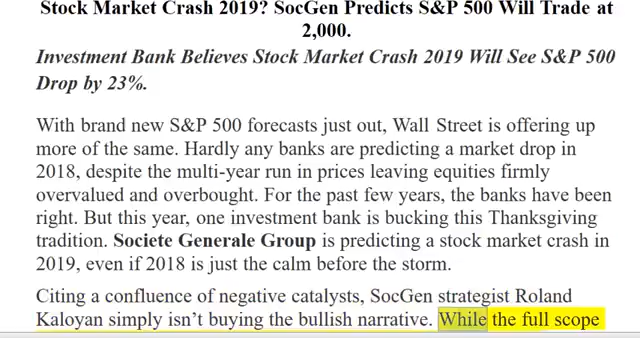 Stock Market Crash 2019? SocGen Predicts S&P 500 Will Trade at
2,000.
Investment Bank Believes Stock Market Crash 2019 Will See S&P 500
Drop by 23%.
With brand new S&P 500 forecasts just out, Wall Street is offering up
more of the same. Hardly any banks are predicting a market drop in
2018, despite the multi-year run in prices leaving equities firmly
overvalued and overbought. For the past few years, the banks have been
right. But this year, one investment bank is bucking this Thanksgiving
tradition. Societe Generale Group is predicting a stock market crash in
2019, even if 2018 is just the calm before the storm.
Citing a confluence of negative catalysts, SocGen strategist Roland
Kaloyan simply isn’t buying the bullish narrative. While the full scope